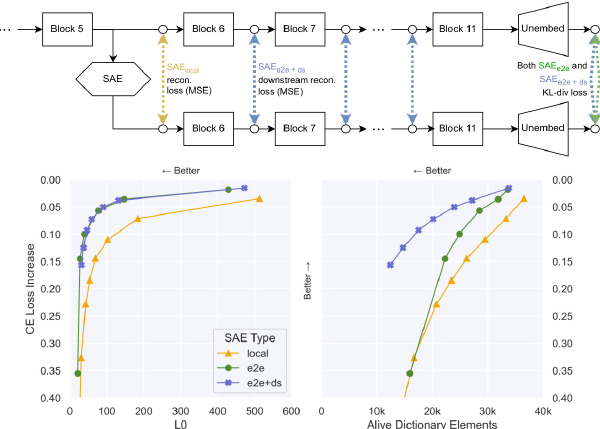 ... Block 5 Block 6 Block 7 ... Block 11 Unembed
SAE
SAElocal
recon.
loss (MSE)
SAEe2e + ds
downstream recon.
loss (MSE)
Both SAEe2e and
SAEe2e + ds
KL-div loss
Block 6 Block 7 ... Block 11 Unembed
← Better
← Better
0.00
0.05
0.10
0.15
0.20
0.25
0.30
0.35
0.40
CE Loss Increase
SAE Type
local
e2e
e2e+ds
0 100 200 300 400 500 600
L0
Better →
0.00
0.05
0.10
0.15
0.20
0.25
0.30
0.35
0.40
0 10k 20k 30k 40k
Alive Dictionary Elements